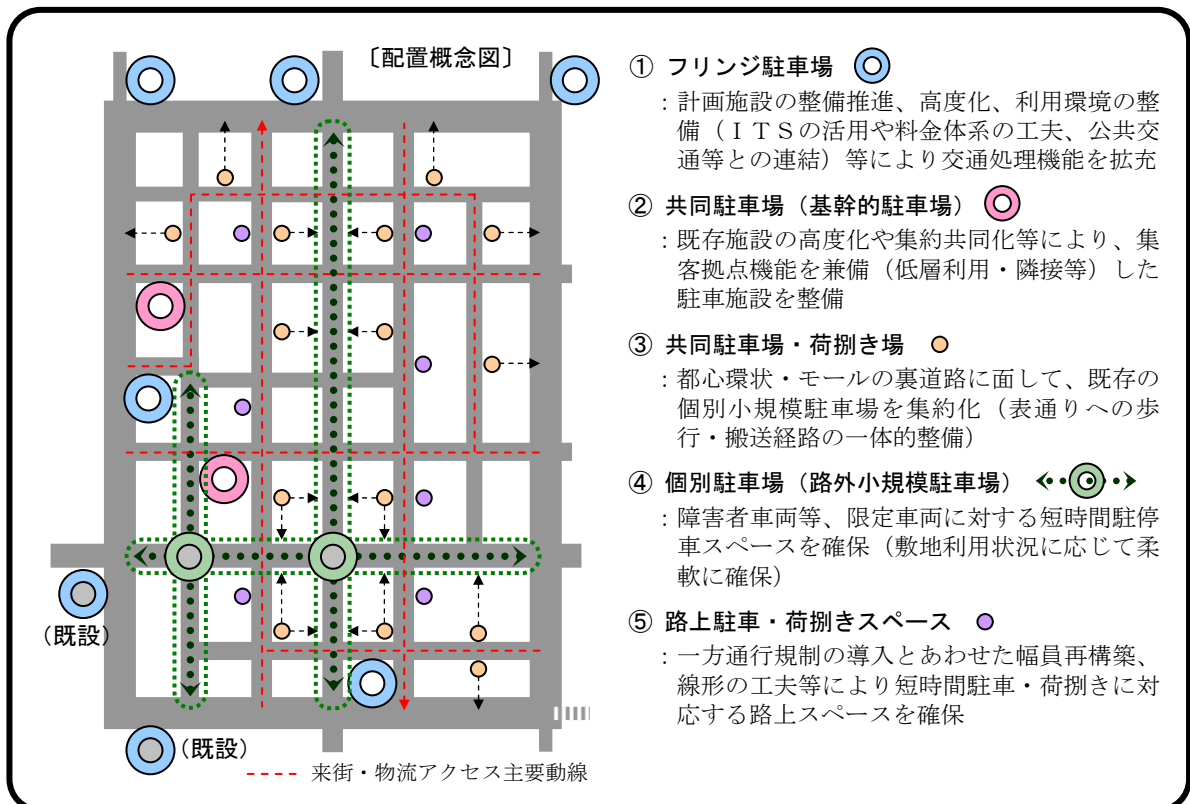 〔配置概念図〕
① フリンジ駐車場
：計画施設の整備推進、高度化、利用環境の整
備（ＩＴＳの活用や料金体系の工夫、公共交
通等との連結）等により交通処理機能を拡充
② 共同駐車場（基幹的駐車場）
：既存施設の高度化や集約共同化等により、集
客拠点機能を兼備（低層利用・隣接等）した
駐車施設を整備
③ 共同駐車場・荷捌き場
：都心環状・モールの裏道路に面して、既存の
個別小規模駐車場を集約化（表通りへの歩
行・搬送経路の一体的整備）
④ 個別駐車場（路外小規模駐車場）
：障害者車両等、限定車両に対する短時間駐停
車スペースを確保（敷地利用状況に応じて柔
軟に確保）
⑤ 路上駐車・荷捌きスペース
：一方通行規制の導入とあわせた幅員再構築、
線形の工夫等により短時間駐車・荷捌きに対
応する路上スペースを確保
（既設）
（既設）
来街・物流アクセス主要動線